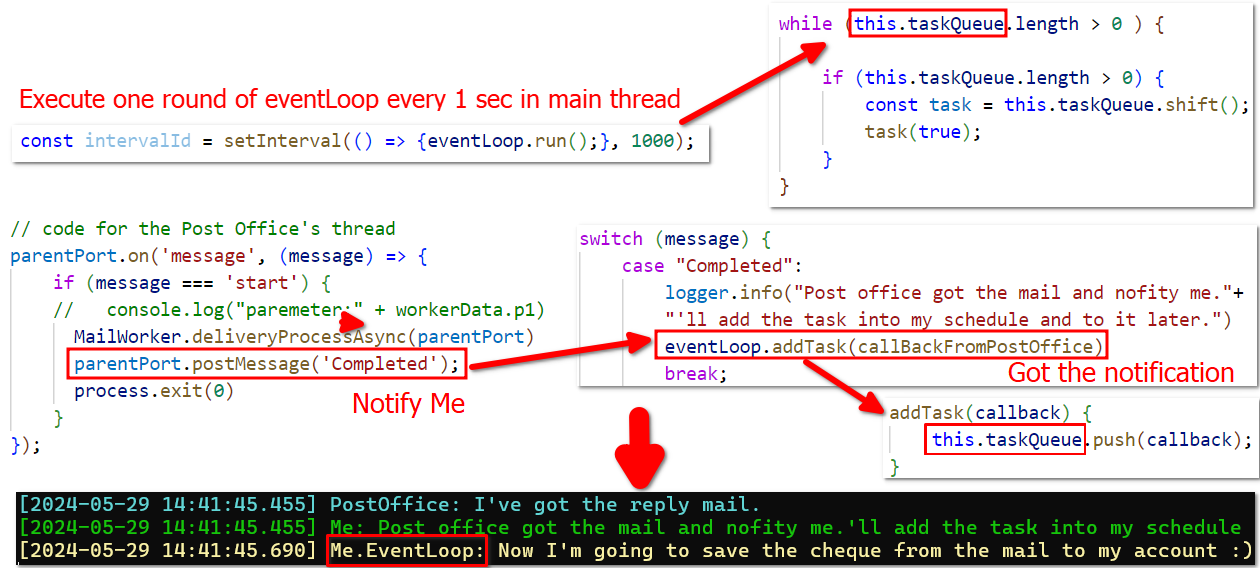 while (this.taskQueue.length > 0 ) {
if (this.taskQueue.length > 0) {
const task = this.taskQueue.shift();
task(true);
}
}
Execute one round of eventLoop every 1 sec in main thread
const intervalId = setInterval(() => {eventLoop.run();}, 1000);
// code for the Post Office's thread
parentPort.on('message', (message) => {
if (message === 'start') {
//   console.log("paremeter:" + workerData.p1)
MailWorker.deliveryProcessAsync(parentPort)
parentPort.postMessage('Completed');
process.exit(0)
}
});
Notify Me
switch (message) {
case "Completed":
logger.info("Post office got the mail and nofity me."+
"'ll add the task into my schedule and to it later.")
eventLoop.addTask(callBackFromPostOffice)
break;
Got the notification
addTask(callback) {
this.taskQueue.push(callback);
}
[2024-05-29 14:41:45.455] PostOffice: I've got the reply mail.
[2024-05-29 14:41:45.455] Me: Post office got the mail and nofity me.'ll add the task into my schedule
[2024-05-29 14:41:45.690] Me.EventLoop: Now I'm going to save the cheque from the mail to my account :)